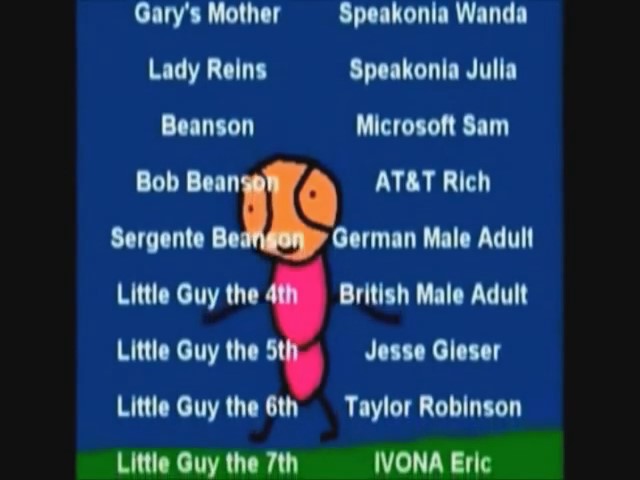 Gary's Mother Speakonia Wanda
Lady Reins Speakonia Julia
Beanson Microsoft Sam
Bob Beanson AT&T Rich
Sergente Beanson German Male Adult
Little Guy the 4th British Male Adult
Little Guy the 5th Jesse Gieser
Little Guy the 6th Taylor Robinson
Little Guy the 7th IVONA Eric